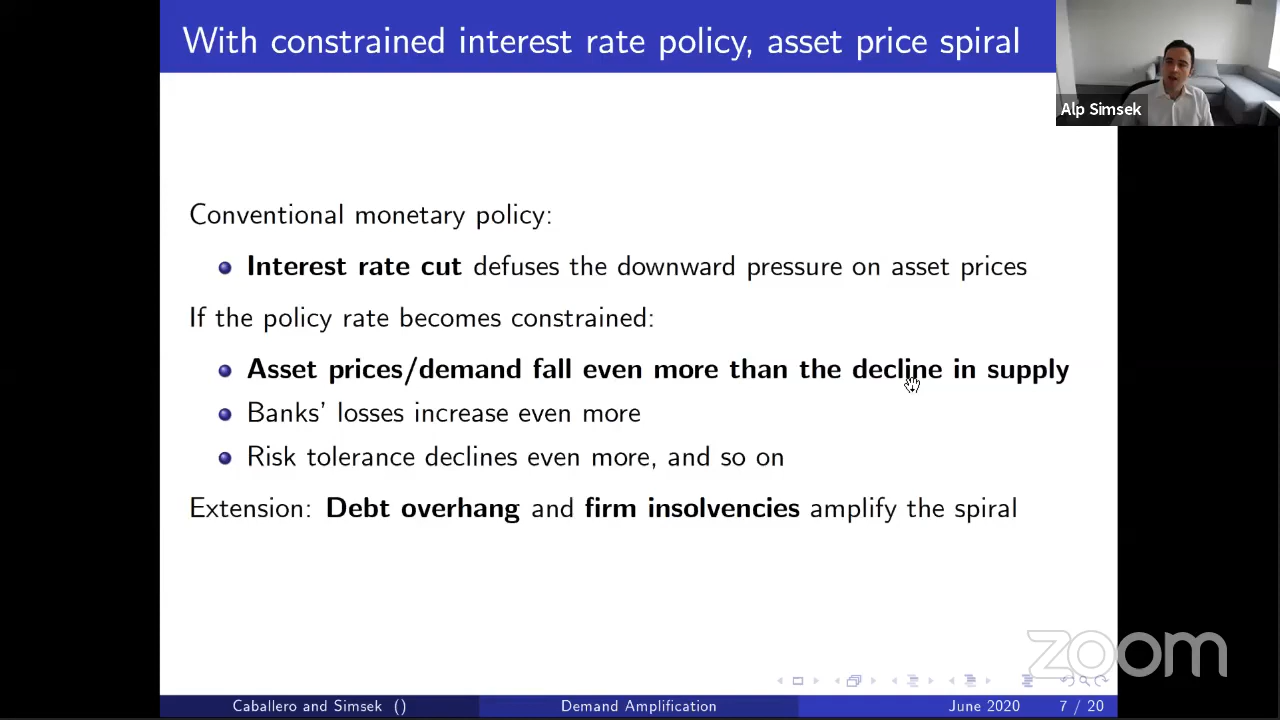 With constrained interest rate policy, asset price spiral
Alp Simsek
Conventional monetary policy:
Interest rate cut defuses the downward pressure on asset prices
If the policy rate becomes constrained:
Asset prices/demand fall even more than the decline in supply
Banks' losses increase even more
Risk tolerance declines even more, and so on
Extension: Debt overhang and firm insolvencies amplify the spiral
zoom
Caballero and Simsek () Demand Amplification June 2020 7 / 20